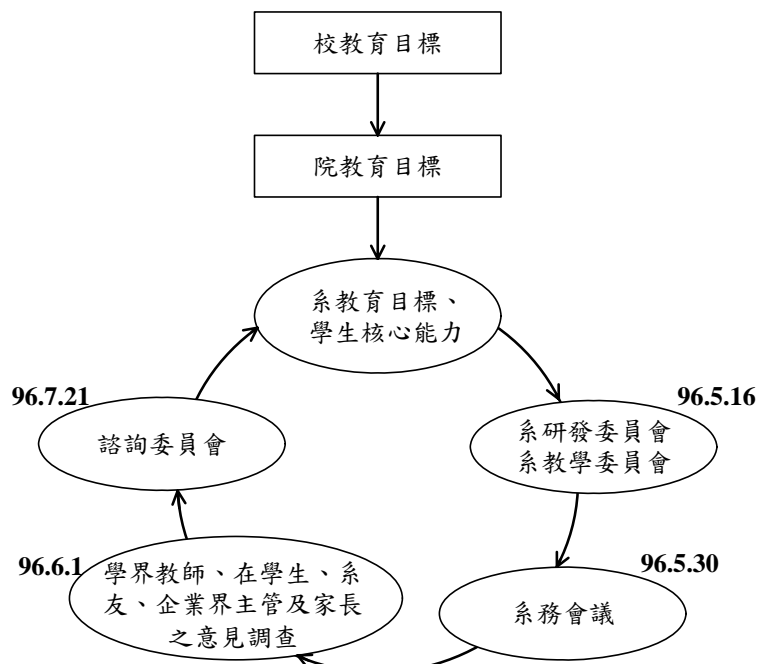 校教育目標
院教育目標
系教育目標、
學生核心能力
96.7.21
諮詢委員會
96.5.16
系研發委員會
系教學委員會
96.6.1
學界教師、在學生、系
友、企業界主管及家長
之意見調查
96.5.30
系務會議